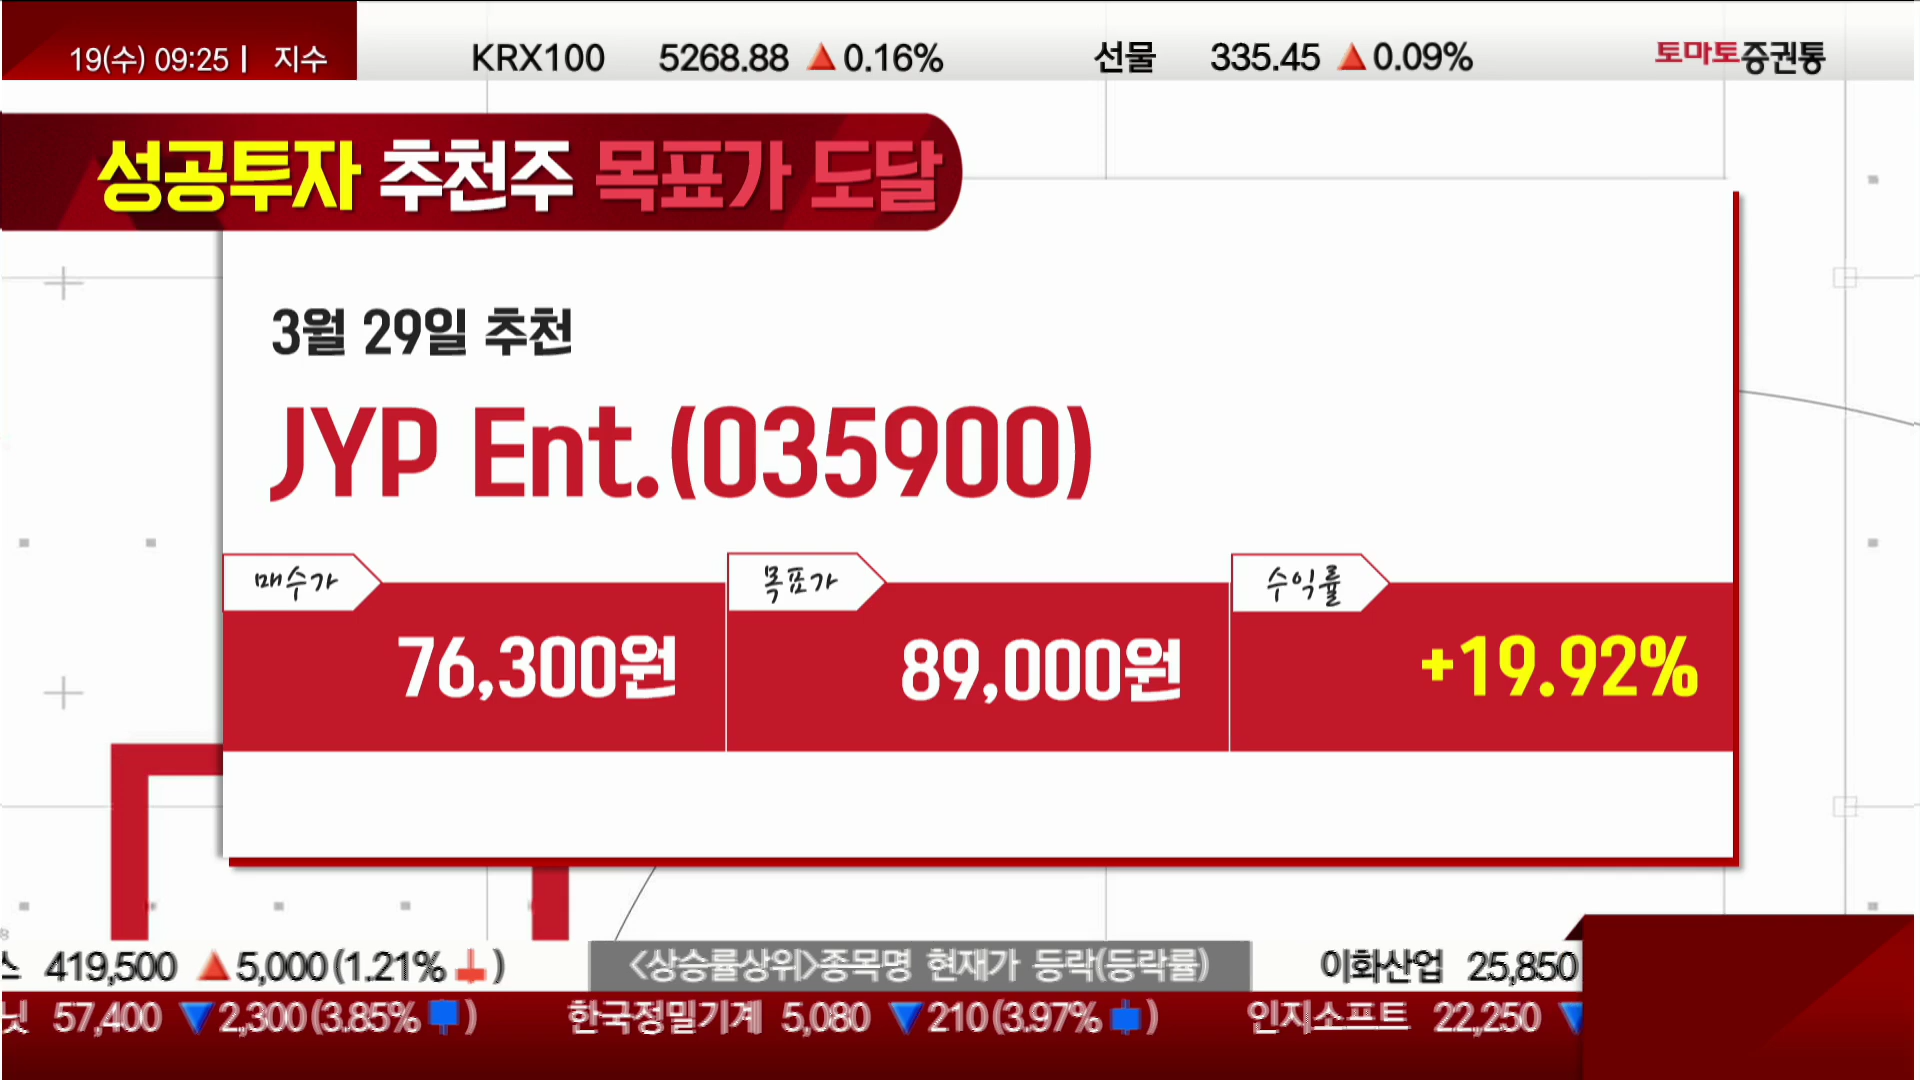 19(수) 09:25 | 지수 KRX100 5268.88 ▲0.16% 선물 335.45 ▲0.09% 토마토증권통
성공투자 추천주 목표가 도달
3월 29일 추천
JYP Ent.(035900)
매수가 목표가 수익률
76,300원 89,000원 +19.92%
스 419,500 ▲5,000(1.21% ) <상승률상위>종목명 현재가 등락(등락률) 이화산업 25,850
닛 57,400 ▼2,300(3.85% ) 한국정밀기계 5,080 ▼210(3.97% ) 인지소프트 22,250 ▼